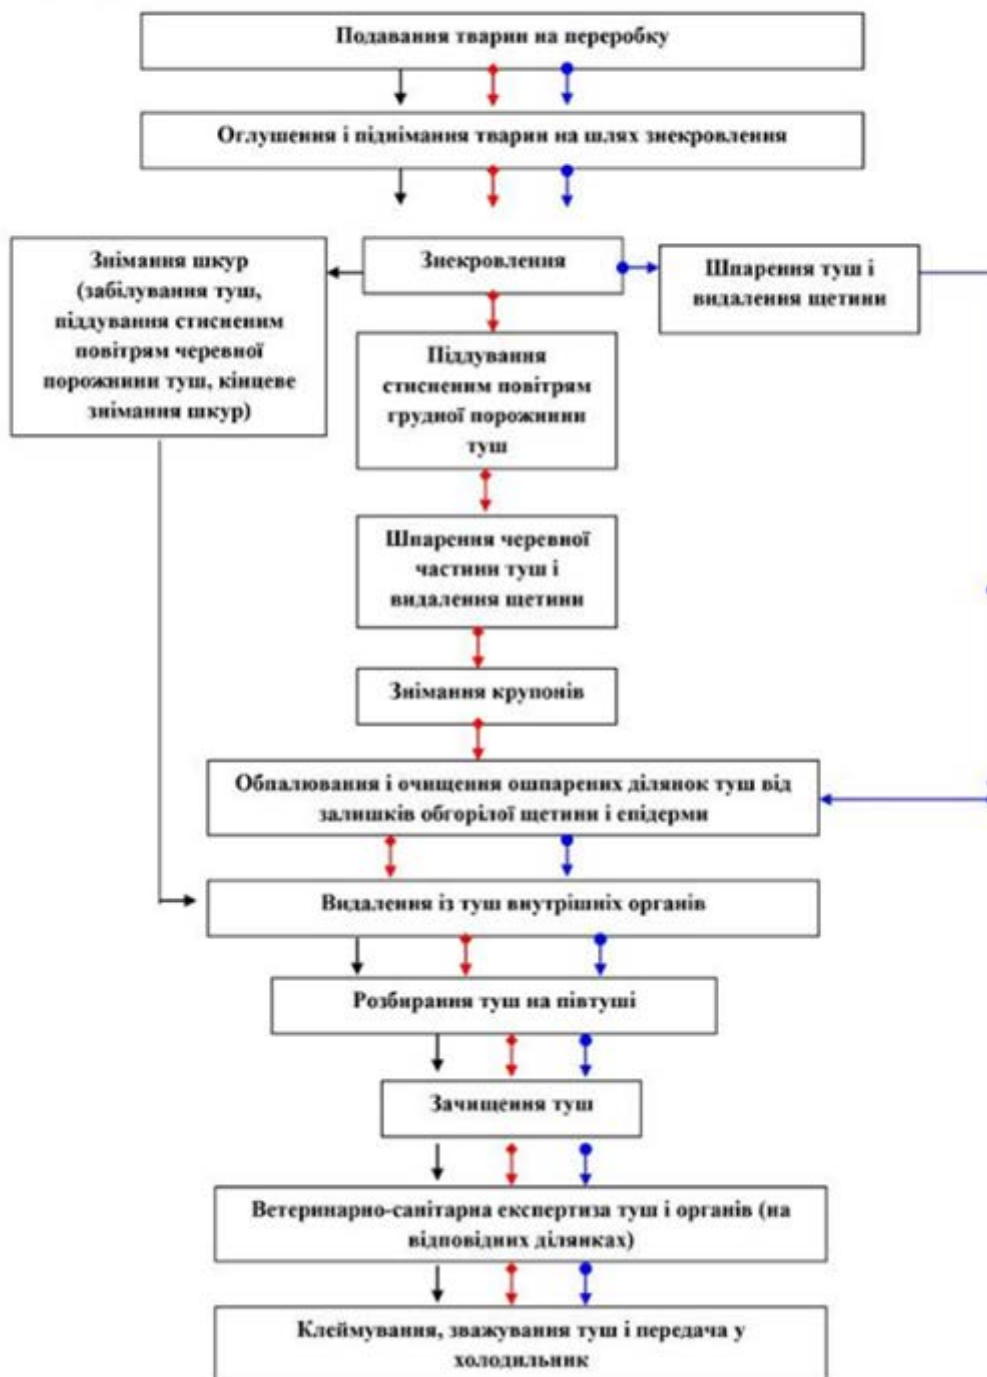 Подавання тварин на переробку
Оглушення і піднімання тварин на шлях знекровлення
Знімання шкур
(забілування туш,
піддування стисненим
повітрям черевної
порожнини туш, кінцеве
знімання шкур)
Знекровлення
Шпарення туш і
видалення щетини
Піддування
стисненим повітрям
грудної порожнини
туш
Шпарення черевної
частини туш і
видалення щетини
Знімання крупонів
Обпалювання і очищення ошпарених ділянок туш від
залишків обгорілої щетини і епідерми
Видалення із туш внутрішніх органів
Розбирання туш на півтуші
Зачищення туш
Ветеринарно-санітарна експертиза туш і органів (на
відповідних ділянках)
Клеймування, зважування туш і передача у
холодильник